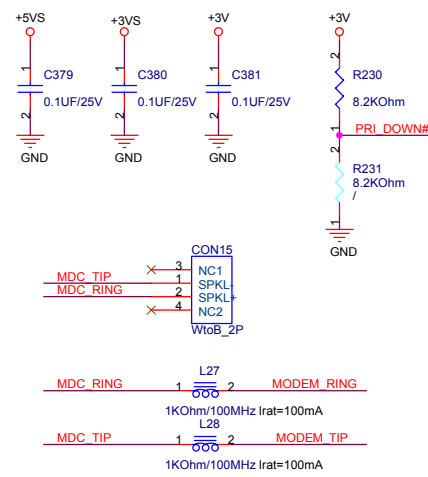 +5VS
+3VS
+3V
+3V
1
C379
0.1UF/25V
2
GND
1
C380
0.1UF/25V
2
GND
1
C381
0.1UF/25V
2
GND
2
R230
8.2KOhm
1
PRI_DOWN#
2
R231
8.2KOhm
/
1
GND
CON15
3 NC1
MDC_TIP 1 SPKL-
MDC_RING 2 SPKL+
4 NC2
WtoB_2P
L27
MDC_RING 1 2 MODEM_RING
1KOhm/100MHz Irat=100mA
L28
MDC_TIP 1 2 MODEM_TIP
1KOhm/100MHz Irat=100mA